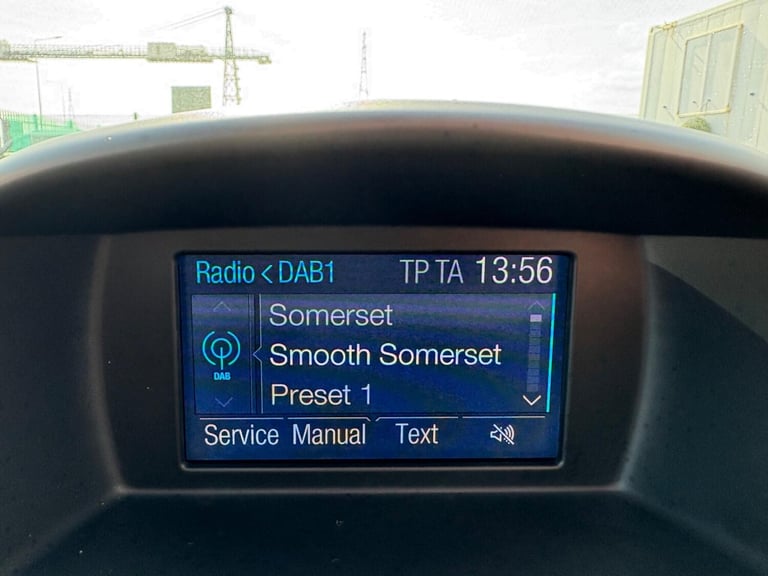 Radio < DAB1 TP TA 13:56
Somerset
DAB
Smooth Somerset
Preset 1
Service Manual Text